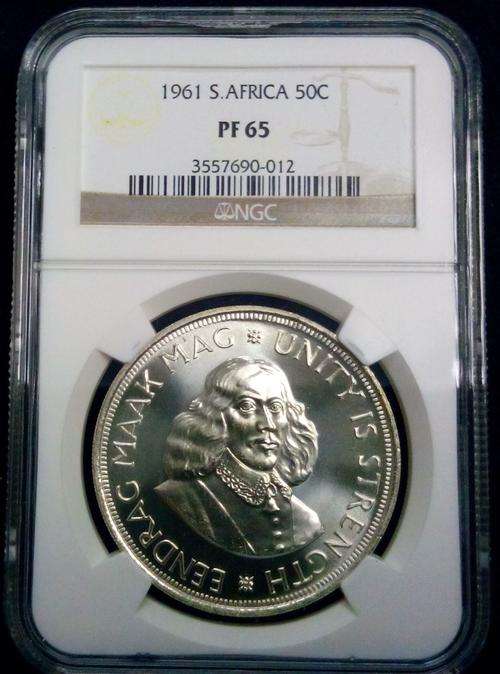 1961 S.AFRICA 50C
PF 65
3557690-012
NGC
EENDRAG MAAK MAG
UNITY IS STRENGTH